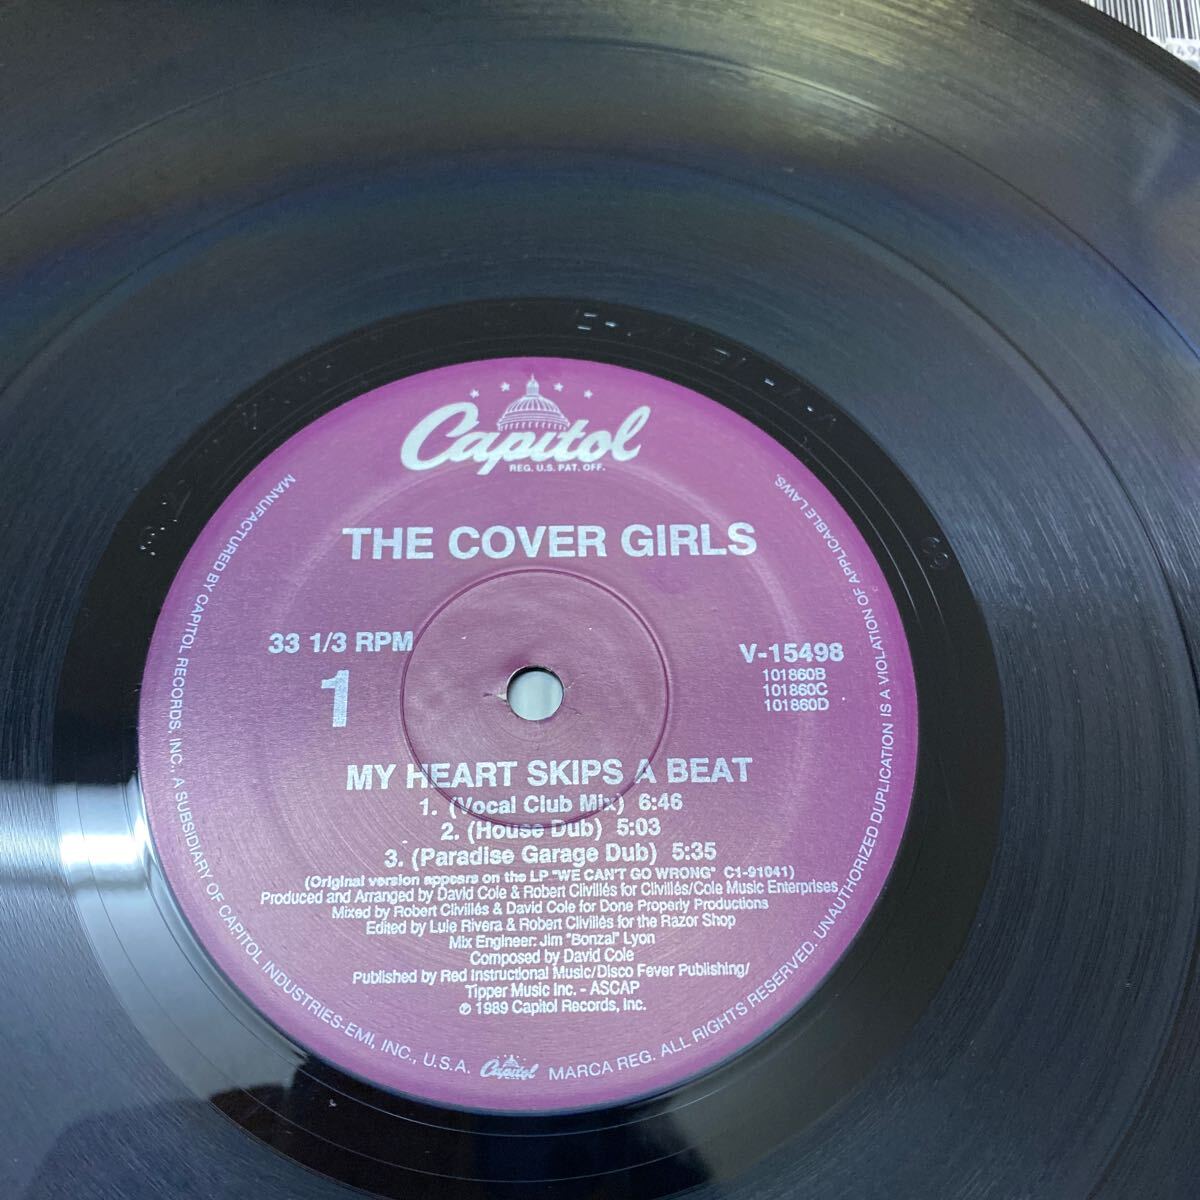 Capitol
REG. U.S. PAT. OFF.
THE COVER GIRLS
33 1/3 RPM
1
V-15498
101860B
101860C
101860D
MY HEART SKIPS A BEAT
1. (Vocal Club Mix) 6:46
2. (House Dub) 5:03
3. (Paradise Garage Dub) 5:35
(Original version appears on the LP "WE CAN'T GO WRONG" C1-91041)
Produced and Arranged by David Cole & Robert Clivillés for Clivillés/Cole Music Enterprises
Mixed by Robert Clivillés & David Cole for Done Properly Productions
Edited by Luie Rivera & Robert Clivillés for the Razor Shop
Mix Engineer: Jim "Bonzai" Lyon
Composed by David Cole
Published by Red Instructional Music/Disco Fever Publishing/
Tipper Music Inc. - ASCAP
℗ 1989 Capitol Records, Inc.
MANUFACTURED BY CAPITOL RECORDS, INC. A SUBSIDIARY OF CAPITOL INDUSTRIES-EMI, INC., U.S.A. Capitol MARCA REG. ALL RIGHTS RESERVED. UNAUTHORIZED DUPLICATION IS A VIOLATION OF APPLICABLE LAWS.